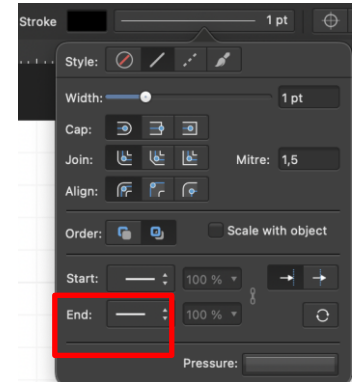 Stroke 1 pt
Style:
Width: 1 pt
Cap:
Join: Mitre: 1,5
Align:
Order: Scale with object
Start: 100 %
End: 100 %
Pressure: